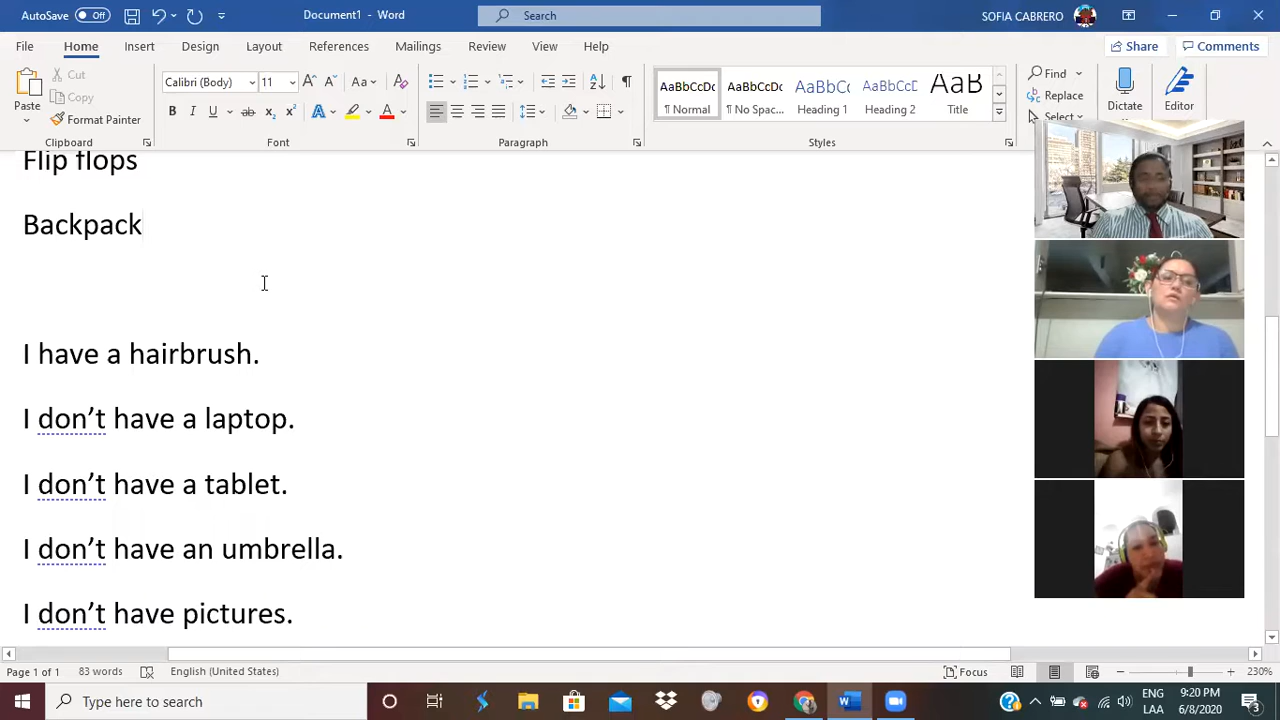 AutoSave Off Document1 - Word Search SOFIA CABRERO
File Home Insert Design Layout References Mailings Review View Help Share Comments
Paste Cut Copy Format Painter
Calibri (Body) 11
AaBbCcDc AaBbCcDc AaBbCc AaBbCcD AaB
¶ Normal ¶ No Spac... Heading 1 Heading 2 Title
Find Replace Select Dictate Editor
Clipboard Font Paragraph Styles
Flip flops
Backpack
I have a hairbrush.
I don't have a laptop.
I don't have a tablet.
I don't have an umbrella.
I don't have pictures.
Page 1 of 1 83 words English (United States) Focus 230%
Type here to search ENG LAA 9:20 PM 6/8/2020 3